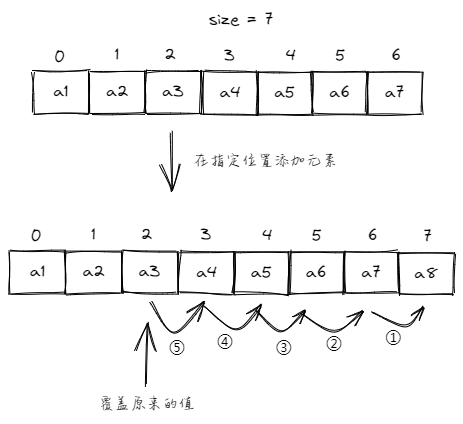 size = 7
0 1 2 3 4 5 6
a1 a2 a3 a4 a5 a6 a7
在指定位置添加元素
0 1 2 3 4 5 6 7
a1 a2 a3 a4 a5 a6 a7 a8
⑤ ④ ③ ② ①
覆盖原来的值